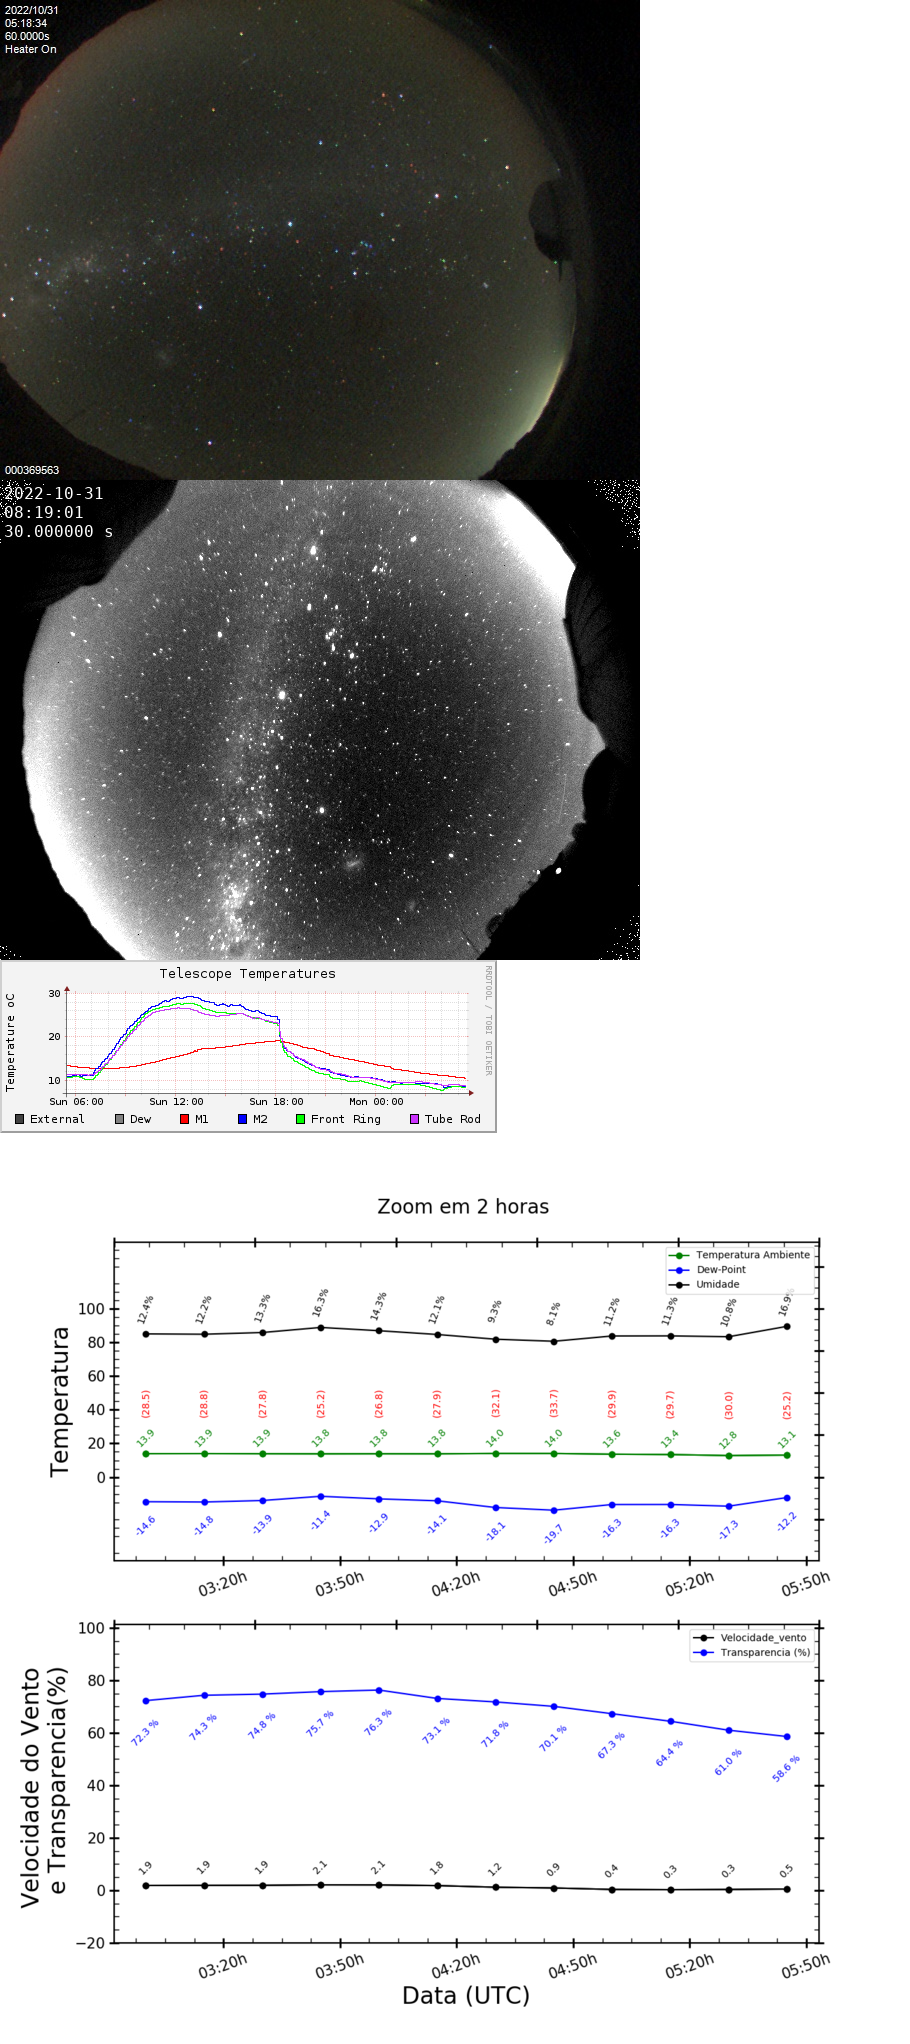 2022/10/31
05:18:34
60.0000s
Heater On
000369563
2022-10-31
08:19:01
30.000000 s
Telescope Temperatures
RRDTOOL / TOBI OETIKER
Temperature oC
30
20
10
Sun 06:00 Sun 12:00 Sun 18:00 Mon 00:00
External Dew M1 M2 Front Ring Tube Rod
Zoom em 2 horas
Temperatura Ambiente
Dew-Point
Umidade
Temperatura
100
80
60
40
20
0
12.4% 12.2% 13.3% 16.3% 14.3% 12.1% 9.3% 8.1% 11.2% 11.3% 10.8% 16.9%
(28.5) (28.8) (27.8) (25.2) (26.8) (27.9) (32.1) (33.7) (29.9) (29.7) (30.0) (25.2)
13.9 13.9 13.9 13.8 13.8 13.8 14.0 14.0 13.6 13.4 12.8 13.1
-14.6 -14.8 -13.9 -11.4 -12.9 -14.1 -18.1 -19.7 -16.3 -16.3 -17.3 -12.2
03:20h 03:50h 04:20h 04:50h 05:20h 05:50h
Velocidade_vento
Transparencia (%)
Velocidade do Vento
e Transparencia(%)
100
80
60
40
20
0
−20
72.3 % 74.3 % 74.8 % 75.7 % 76.3 % 73.1 % 71.8 % 70.1 % 67.3 % 64.4 % 61.0 % 58.6 %
1.9 1.9 1.9 2.1 2.1 1.8 1.2 0.9 0.4 0.3 0.3 0.5
03:20h 03:50h 04:20h 04:50h 05:20h 05:50h
Data (UTC)